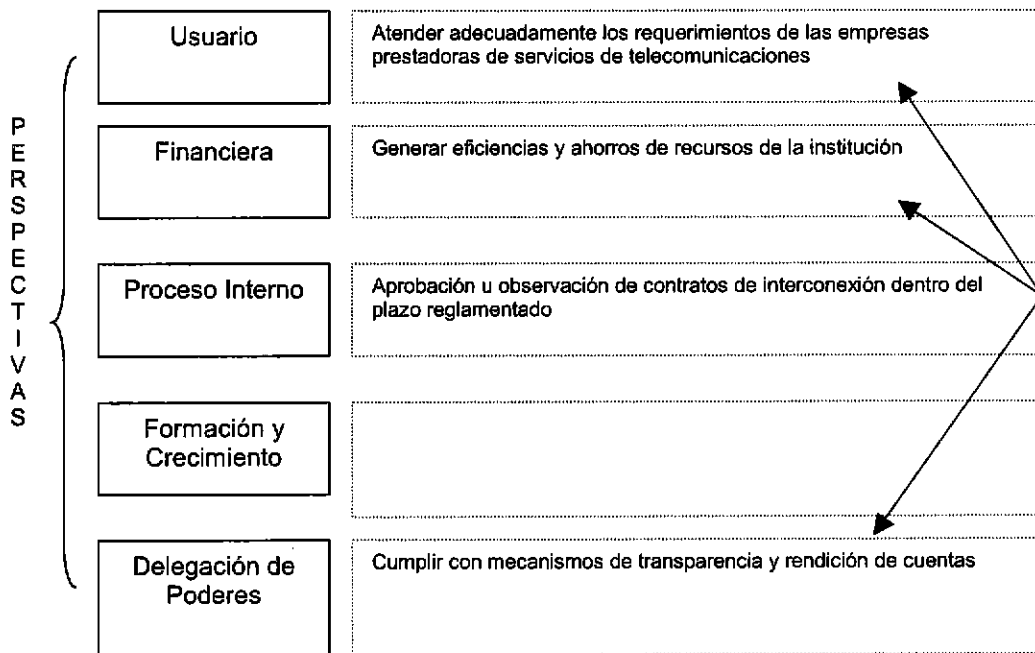 PERSPECTIVAS
Usuario
Atender adecuadamente los requerimientos de las empresas
prestadoras de servicios de telecomunicaciones
Financiera
Generar eficiencias y ahorros de recursos de la institución
Proceso Interno
Aprobación u observación de contratos de interconexión dentro del
plazo reglamentado
Formación y
Crecimiento
Delegación de
Poderes
Cumplir con mecanismos de transparencia y rendición de cuentas